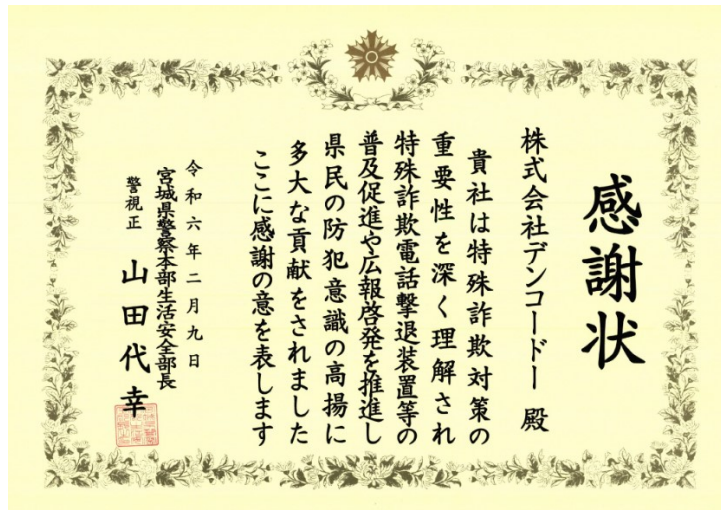 感謝状
株式会社デンコードー 殿
貴社は特殊詐欺対策の
重要性を深く理解され
特殊詐欺電話撃退装置等の
普及促進や広報啓発を推進し
県民の防犯意識の高揚に
多大な貢献をされました
ここに感謝の意を表します
令和六年二月九日
宮城県警察本部生活安全部長
警視正 山田代幸